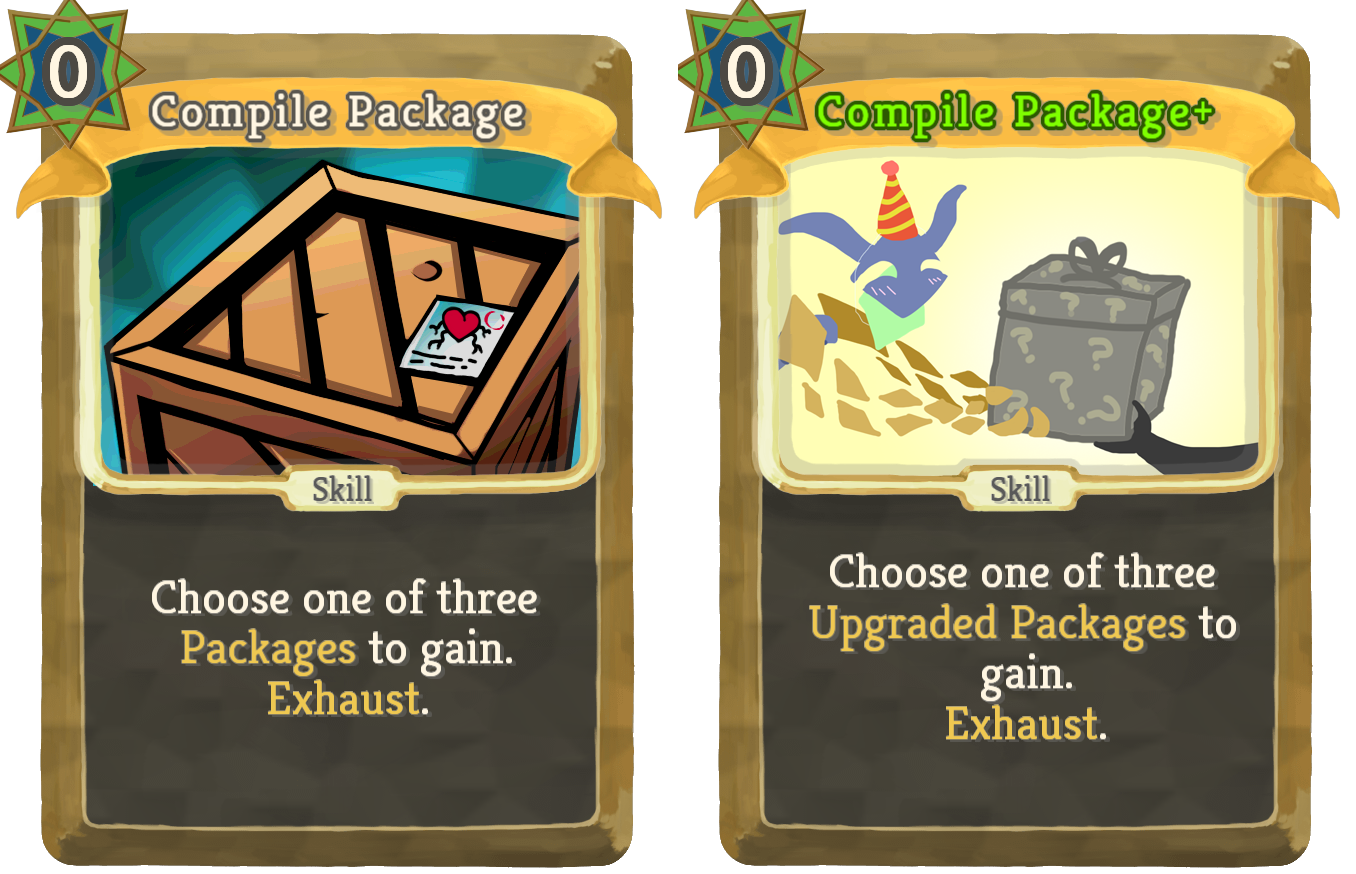 0
Compile Package
Skill
Choose one of three
Packages to gain.
Exhaust.
0
Compile Package+
? ? ? ? ? ? ? ?
Skill
Choose one of three
Upgraded Packages to
gain.
Exhaust.